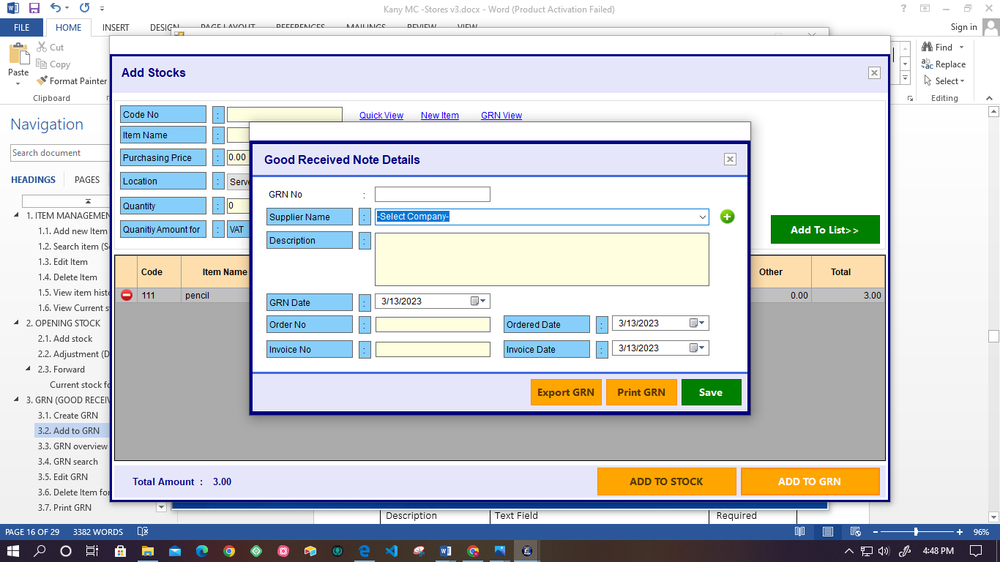 Kany MC -Stores v3.docx - Word (Product Activation Failed)
FILE HOME INSERT DESIGN PAGE LAYOUT REFERENCES MAILINGS REVIEW VIEW Sign in
Cut
Copy
Paste
Format Painter
Clipboard
Find
Replace
Select
Editing
Navigation
Search document
HEADINGS PAGES
1. ITEM MANAGEMEN
1.1. Add new Item
1.2. Search item (S
1.3. Edit Item
1.4. Delete Item
1.5. View item histo
1.6. View Current s
2. OPENING STOCK
2.1. Add stock
2.2. Adjustment (D
2.3. Forward
Current stock fo
3. GRN (GOOD RECEIV
3.1. Create GRN
3.2. Add to GRN
3.3. GRN overview
3.4. GRN search
3.5. Edit GRN
3.6. Delete Item for
3.7. Print GRN
Add Stocks
Code No : Quick View New Item GRN View
Item Name :
Purchasing Price : 0.00
Location : Serve
Quantity : 0
Quanitiy Amount for : VAT
Add To List>>
Code Item Name Other Total
111 pencil 0.00 3.00
Good Received Note Details
GRN No :
Supplier Name : -Select Company-
Description :
GRN Date : 3/13/2023
Order No : Ordered Date : 3/13/2023
Invoice No : Invoice Date : 3/13/2023
Export GRN Print GRN Save
Total Amount : 3.00 ADD TO STOCK ADD TO GRN
Description Text Field Required
PAGE 16 OF 29 3382 WORDS 96%
4:48 PM